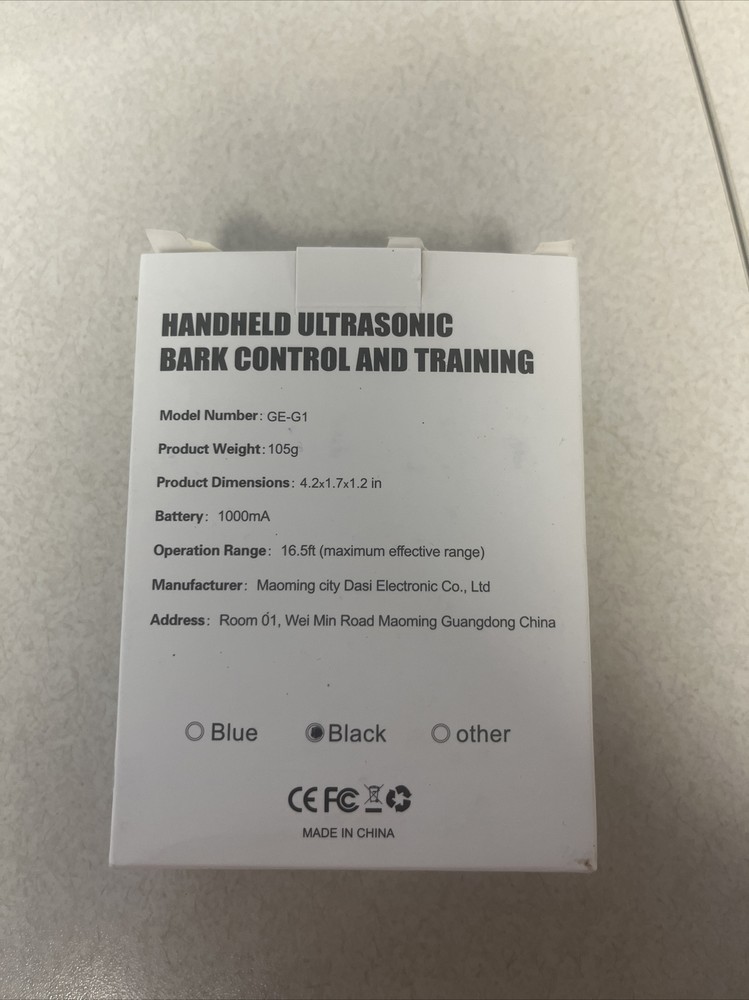 HANDHELD ULTRASONIC
BARK CONTROL AND TRAINING
Model Number: GE-G1
Product Weight: 105g
Product Dimensions: 4.2x1.7x1.2 in
Battery: 1000mA
Operation Range: 16.5ft (maximum effective range)
Manufacturer: Maoming city Dasi Electronic Co., Ltd
Address: Room 01, Wei Min Road Maoming Guangdong China
Blue Black other
CE FC
MADE IN CHINA